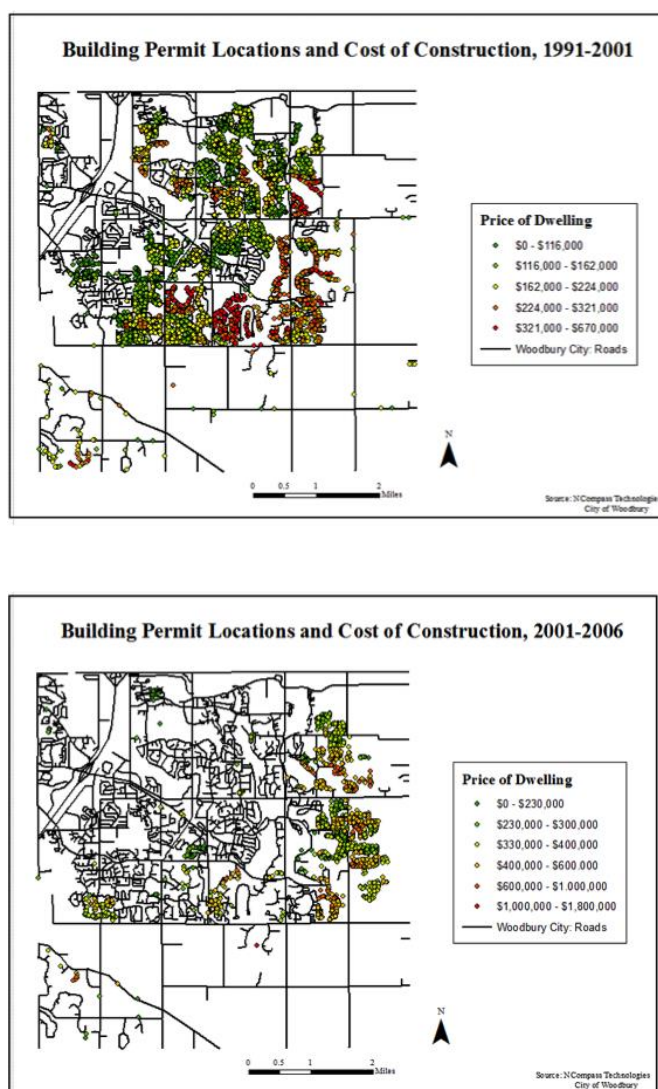 Building Permit Locations and Cost of Construction, 1991-2001
Price of Dwelling
$0 - $116,000
$116,000 - $162,000
$162,000 - $224,000
$224,000 - $321,000
$321,000 - $670,000
Woodbury City: Roads
N
0 0.5 1 2
Miles
Source: NCompass Technologie
City of Woodbury
Building Permit Locations and Cost of Construction, 2001-2006
Price of Dwelling
$0 - $230,000
$230,000 - $300,000
$330,000 - $400,000
$400,000 - $600.000
$600,000 - $1.000,000
$1,000,000 - $1,800,000
Woodbury City: Roads
N
0 0.5 1 2
Miles
Source: NCompass Technologies
City of Woodbury